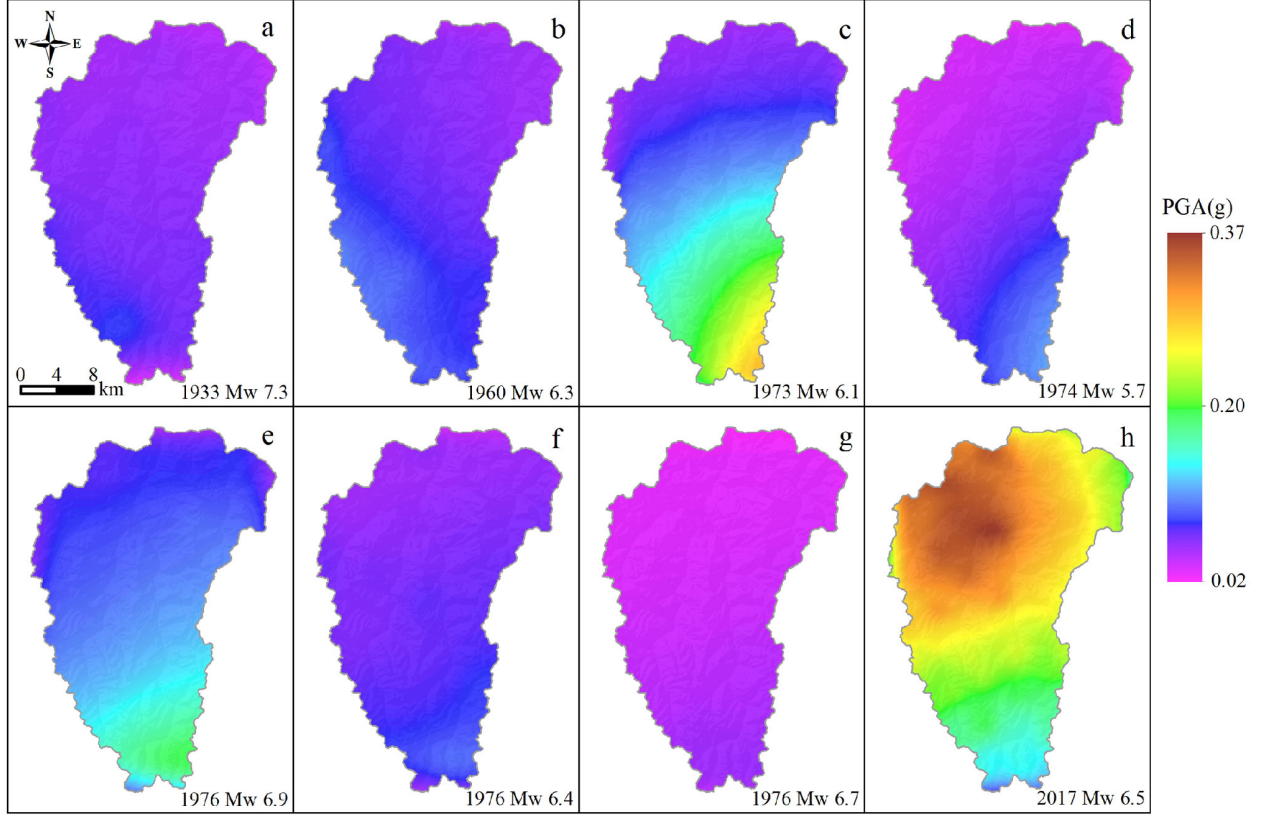 a
b
c
d
N
W E
S
0 4 8
km
1933 Mw 7.3
1960 Mw 6.3
1973 Mw 6.1
1974 Mw 5.7
PGA(g)
0.37
0.20
0.02
e
f
g
h
1976 Mw 6.9
1976 Mw 6.4
1976 Mw 6.7
2017 Mw 6.5